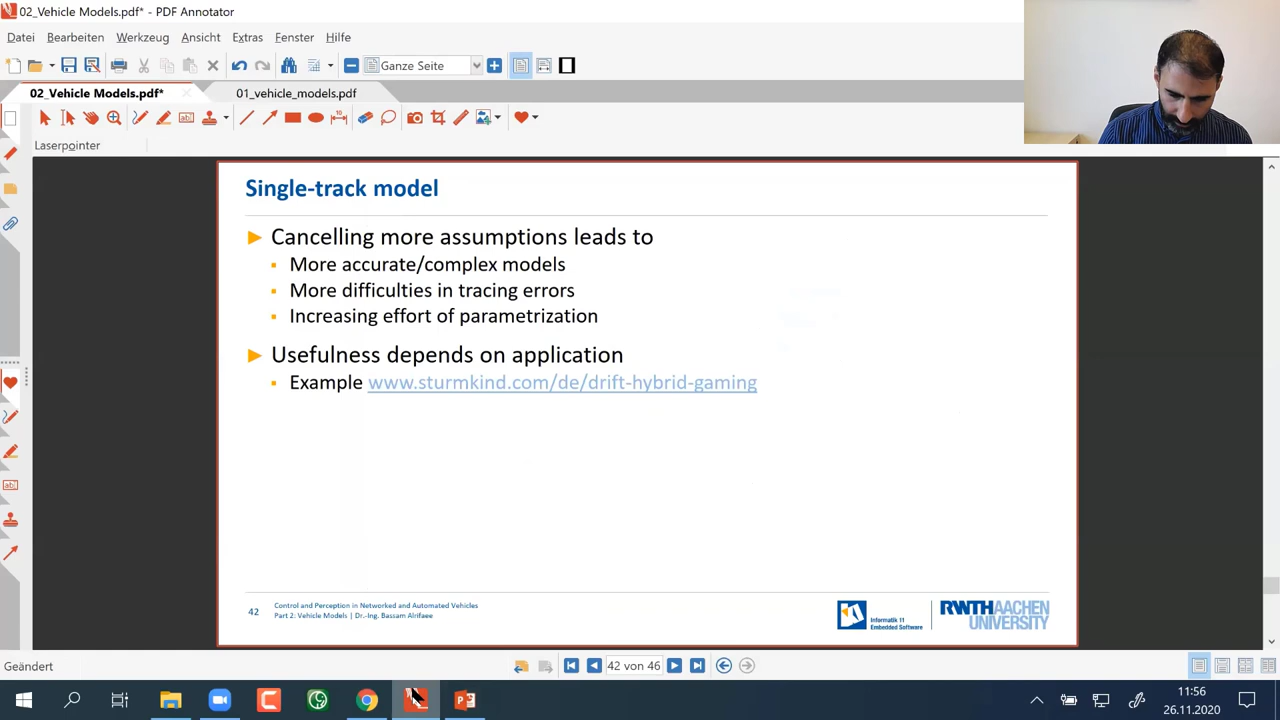 02_Vehicle Models.pdf* - PDF Annotator
Datei Bearbeiten Werkzeug Ansicht Extras Fenster Hilfe
Ganze Seite
02_Vehicle Models.pdf* 01_vehicle_models.pdf
Laserpointer
Single-track model
Cancelling more assumptions leads to
More accurate/complex models
More difficulties in tracing errors
Increasing effort of parametrization
Usefulness depends on application
Example www.sturmkind.com/de/drift-hybrid-gaming
42
Control and Perception in Networked and Automated Vehicles
Part 2: Vehicle Models | Dr.-Ing. Bassam Alrifaee
Informatik 11
Embedded Software
RWTHAACHEN
UNIVERSITY
Geändert
42 von 46
11:56
26.11.2020